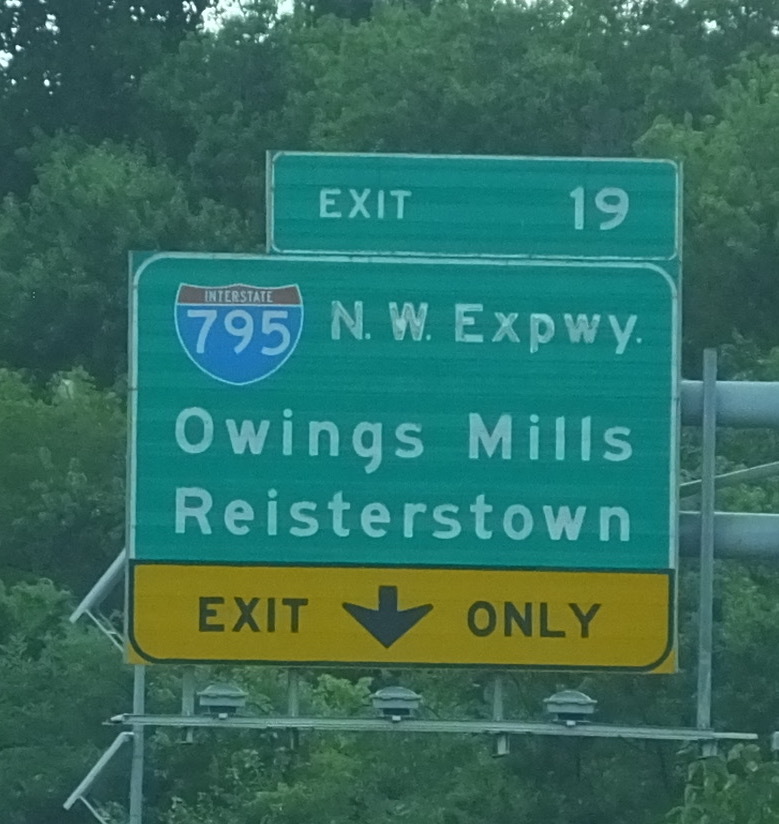 EXIT 19
INTERSTATE
795 N.W. Expwy.
Owings Mills
Reisterstown
EXIT ONLY